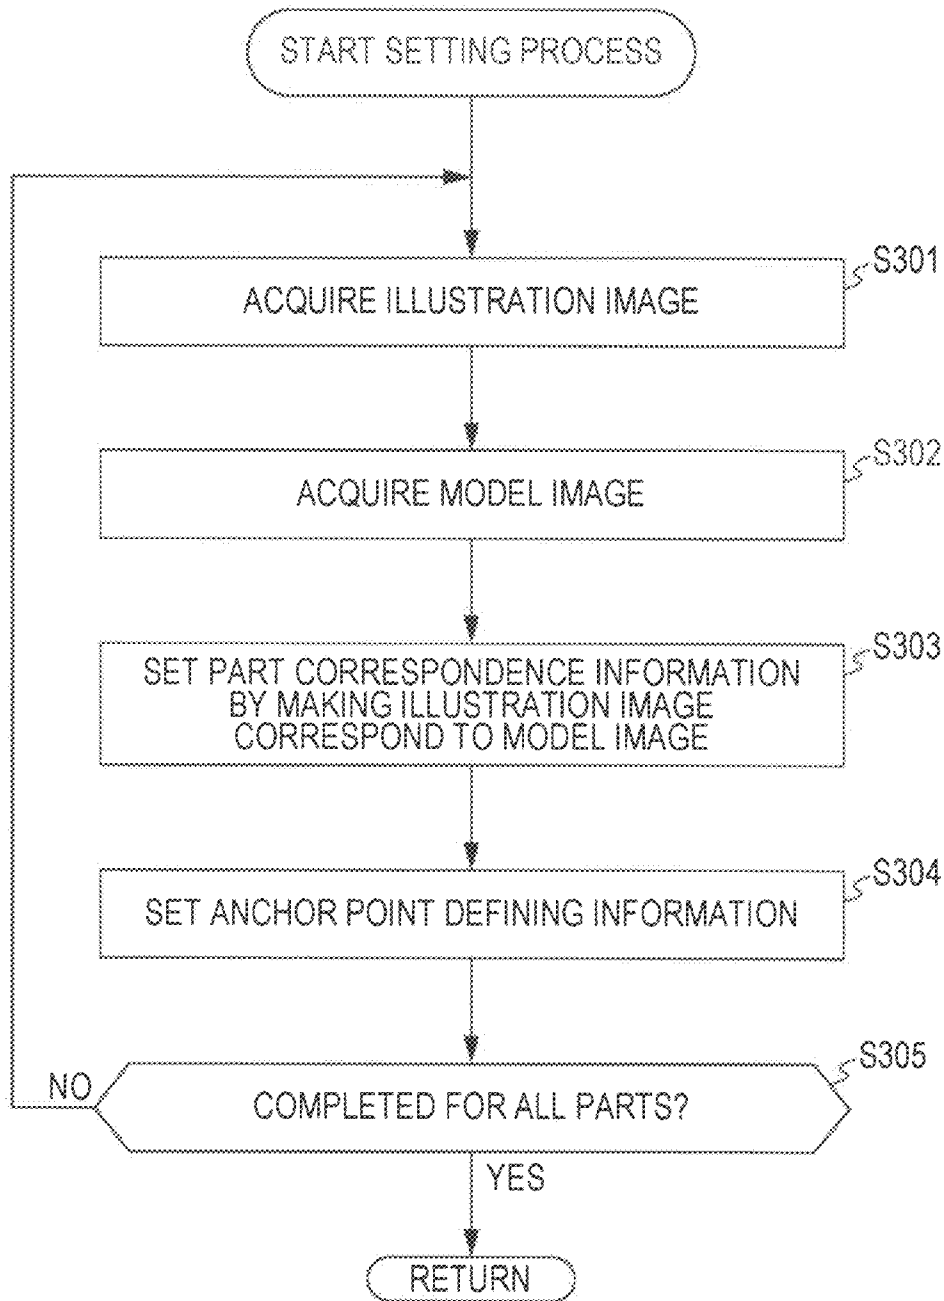 START SETTING PROCESS
S301
ACQUIRE ILLUSTRATION IMAGE
S302
ACQUIRE MODEL IMAGE
S303
SET PART CORRESPONDENCE INFORMATION
BY MAKING ILLUSTRATION IMAGE
CORRESPOND TO MODEL IMAGE
S304
SET ANCHOR POINT DEFINING INFORMATION
S305
NO
COMPLETED FOR ALL PARTS?
YES
RETURN